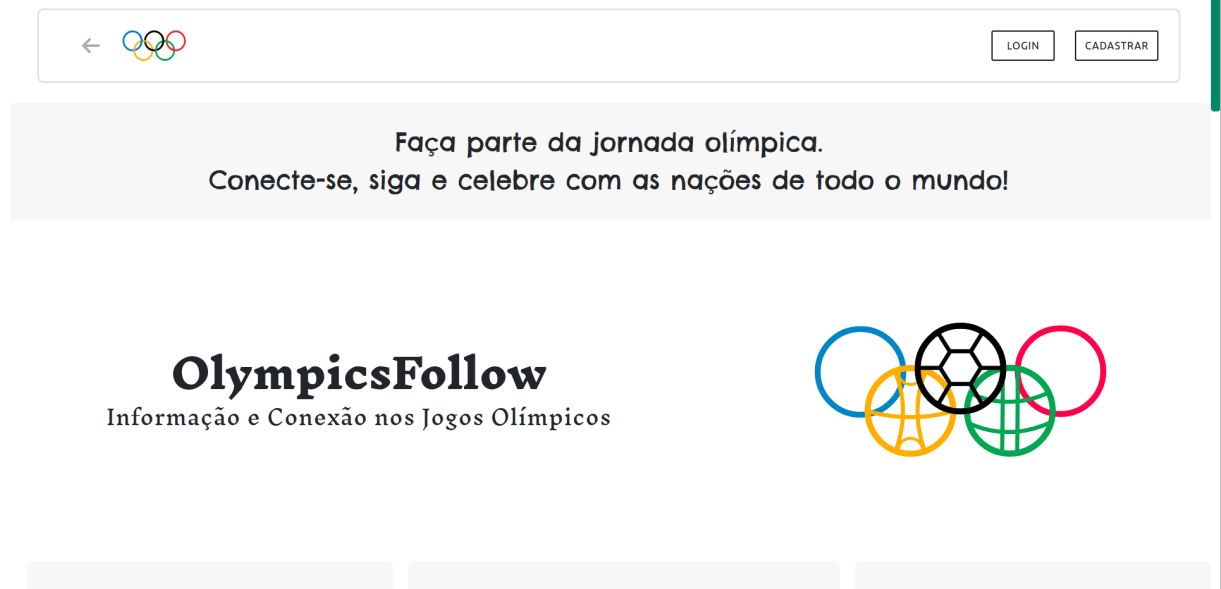 LOGIN
CADASTRAR
Faça parte da jornada olímpica.
Conecte-se, siga e celebre com as nações de todo o mundo!
OlympicsFollow
Informação e Conexão nos Jogos Olímpicos